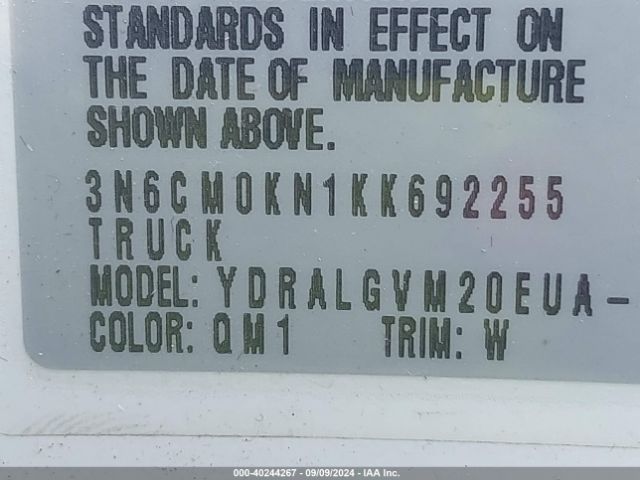 STANDARDS IN EFFECT ON
THE DATE OF MANUFACTURE
SHOWN ABOVE.
3N6CM0KN1KK692255
TRUCK
MODEL: YDRALGVM20EUA-
COLOR: QM1 TRIM: W
000-40244267 - 09/09/2024 - IAA Inc.